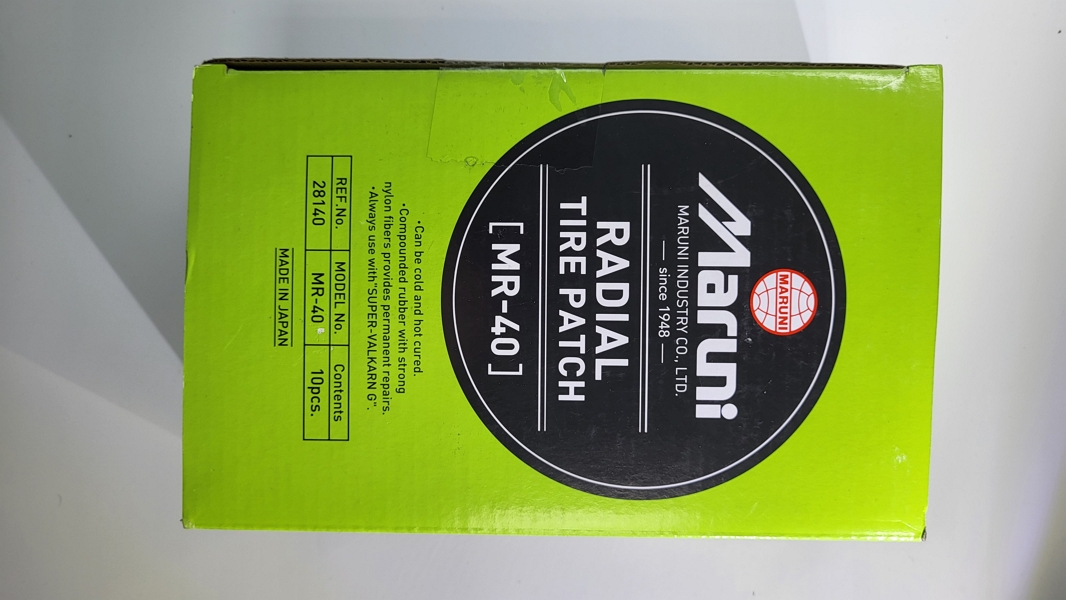 MARUNI
Maruni
MARUNI INDUSTRY CO., LTD.
since 1948
RADIAL
TIRE PATCH
[MR-40]
•Can be cold and hot cured.
•Compounded rubber with strong
nylon fibers provides permanent repairs.
•Always use with "SUPER-VALKARN G".
REF.No. MODEL No. Contents
28140 MR-40 10pcs.
MADE IN JAPAN